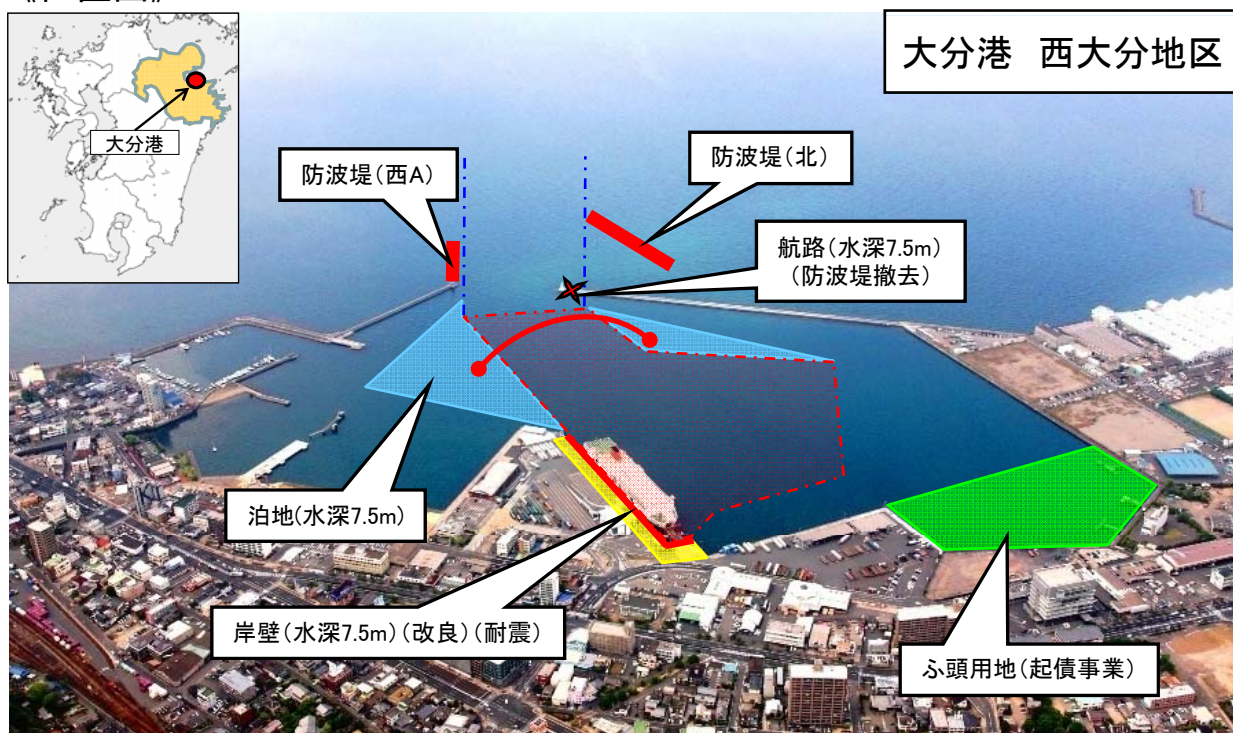 大分港 西大分地区
大分港
防波堤(西A)
防波堤(北)
航路(水深7.5m)
(防波堤撤去)
泊地(水深7.5m)
岸壁(水深7.5m)(改良)(耐震)
ふ頭用地(起債事業)